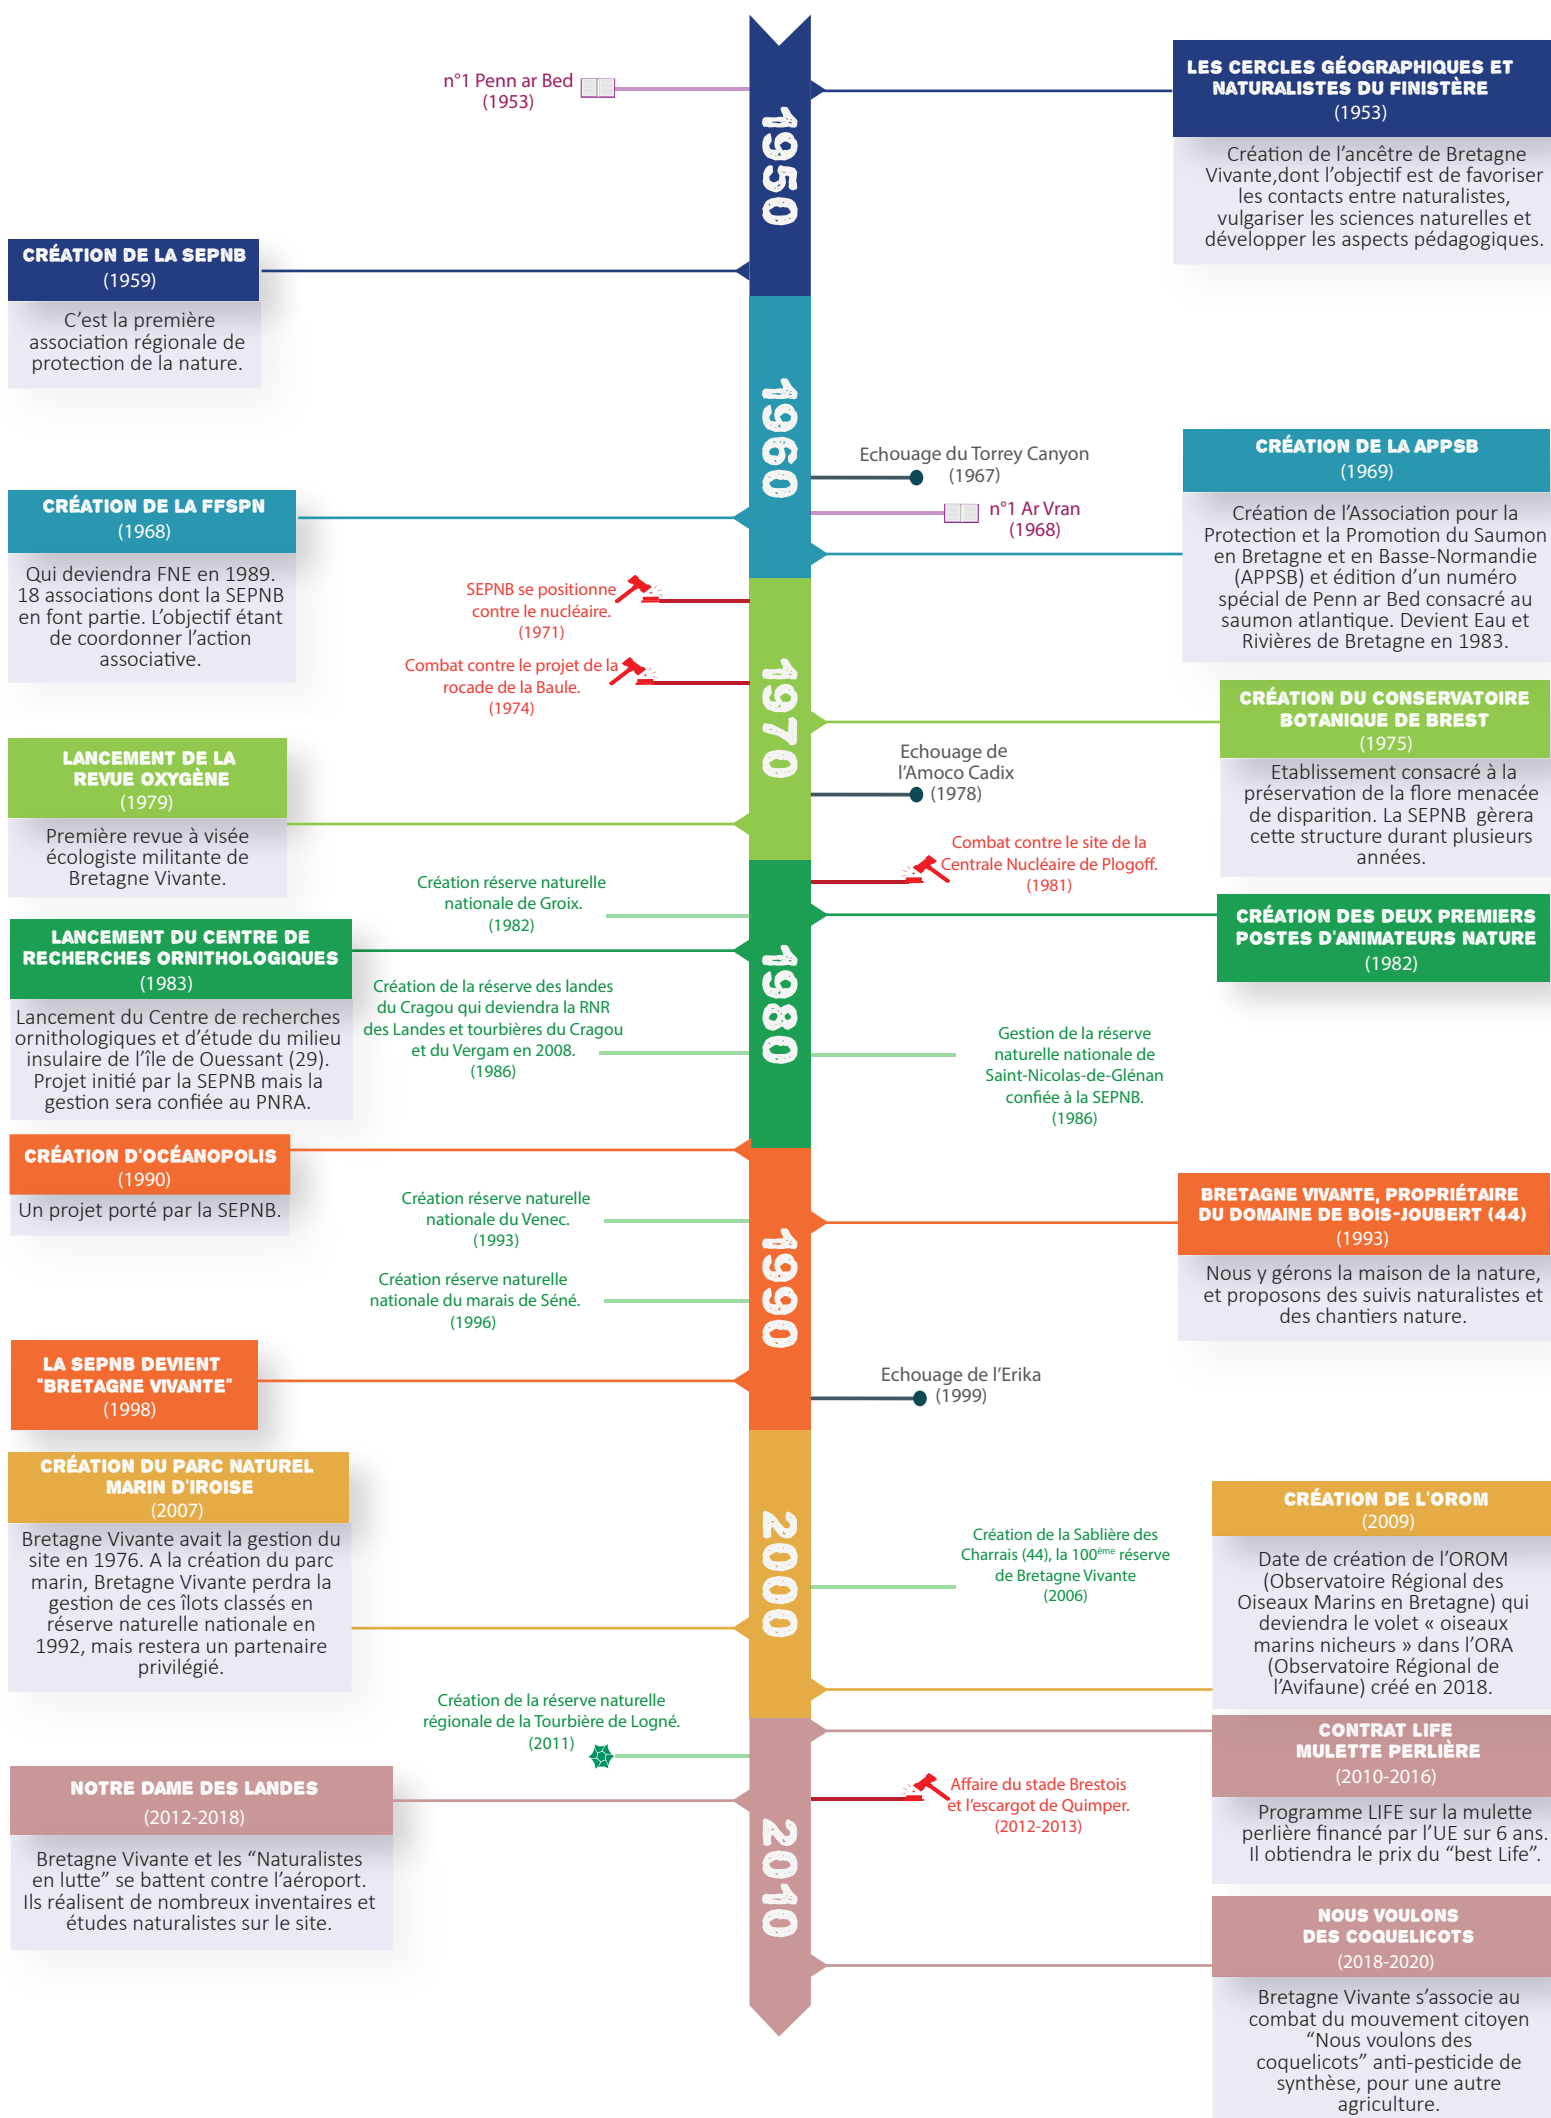 n°1 Penn ar Bed
(1953)
LES CERCLES GÉOGRAPHIQUES ET
NATURALISTES DU FINISTÈRE
(1953)
Création de l’ancêtre de Bretagne
Vivante,dont l’objectif est de favoriser
les contacts entre naturalistes,
vulgariser les sciences naturelles et
développer les aspects pédagogiques.
1950
CRÉATION DE LA SEPNB
(1959)
C’est la première
association régionale de
protection de la nature.
1960
Echouage du Torrey Canyon
(1967)
n°1 Ar Vran
(1968)
CRÉATION DE LA APPSB
(1969)
Création de l’Association pour la
Protection et la Promotion du Saumon
en Bretagne et en Basse-Normandie
(APPSB) et édition d’un numéro
spécial de Penn ar Bed consacré au
saumon atlantique. Devient Eau et
Rivières de Bretagne en 1983.
CRÉATION DE LA FFSPN
(1968)
Qui deviendra FNE en 1989.
18 associations dont la SEPNB
en font partie. L’objectif étant
de coordonner l’action
associative.
SEPNB se positionne
contre le nucléaire.
(1971)
Combat contre le projet de la
rocade de la Baule.
(1974)
1970
CRÉATION DU CONSERVATOIRE
BOTANIQUE DE BREST
(1975)
Etablissement consacré à la
préservation de la flore menacée
de disparition. La SEPNB  gèrera
cette structure durant plusieurs
années.
LANCEMENT DE LA
REVUE OXYGÈNE
(1979)
Première revue à visée
écologiste militante de
Bretagne Vivante.
Echouage de
l’Amoco Cadix
(1978)
Combat contre le site de la
Centrale Nucléaire de Plogoff.
(1981)
Création réserve naturelle
nationale de Groix.
(1982)
CRÉATION DES DEUX PREMIERS
POSTES D'ANIMATEURS NATURE
(1982)
LANCEMENT DU CENTRE DE
RECHERCHES ORNITHOLOGIQUES
(1983)
Lancement du Centre de recherches
ornithologiques et d’étude du milieu
insulaire de l’île de Ouessant (29).
Projet initié par la SEPNB mais la
gestion sera confiée au PNRA.
1980
Création de la réserve des landes
du Cragou qui deviendra la RNR
des Landes et tourbières du Cragou
et du Vergam en 2008.
(1986)
Gestion de la réserve
naturelle nationale de
Saint-Nicolas-de-Glénan
confiée à la SEPNB.
(1986)
CRÉATION D'OCÉANOPOLIS
(1990)
Un projet porté par la SEPNB.
Création réserve naturelle
nationale du Venec.
(1993)
BRETAGNE VIVANTE, PROPRIÉTAIRE
DU DOMAINE DE BOIS-JOUBERT (44)
(1993)
Nous y gérons la maison de la nature,
et proposons des suivis naturalistes et
des chantiers nature.
1990
Création réserve naturelle
nationale du marais de Séné.
(1996)
LA SEPNB DEVIENT
"BRETAGNE VIVANTE"
(1998)
Echouage de l’Erika
(1999)
CRÉATION DU PARC NATUREL
MARIN D'IROISE
(2007)
Bretagne Vivante avait la gestion du
site en 1976. A la création du parc
marin, Bretagne Vivante perdra la
gestion de ces îlots classés en
réserve naturelle nationale en
1992, mais restera un partenaire
privilégié.
2000
Création de la Sablière des
Charrais (44), la 100ème réserve
de Bretagne Vivante
(2006)
CRÉATION DE L'OROM
(2009)
Date de création de l’OROM
(Observatoire Régional des
Oiseaux Marins en Bretagne) qui
deviendra le volet « oiseaux
marins nicheurs » dans l’ORA
(Observatoire Régional de
l’Avifaune) créé en 2018.
Création de la réserve naturelle
régionale de la Tourbière de Logné.
(2011)
CONTRAT LIFE
MULETTE PERLIÈRE
(2010-2016)
Programme LIFE sur la mulette
perlière financé par l’UE sur 6 ans.
Il obtiendra le prix du “best Life”.
NOTRE DAME DES LANDES
(2012-2018)
Bretagne Vivante et les “Naturalistes
en lutte” se battent contre l’aéroport.
Ils réalisent de nombreux inventaires et
études naturalistes sur le site.
2010
Affaire du stade Brestois
et l’escargot de Quimper.
(2012-2013)
NOUS VOULONS
DES COQUELICOTS
(2018-2020)
Bretagne Vivante s’associe au
combat du mouvement citoyen
“Nous voulons des
coquelicots” anti-pesticide de
synthèse, pour une autre
agriculture.